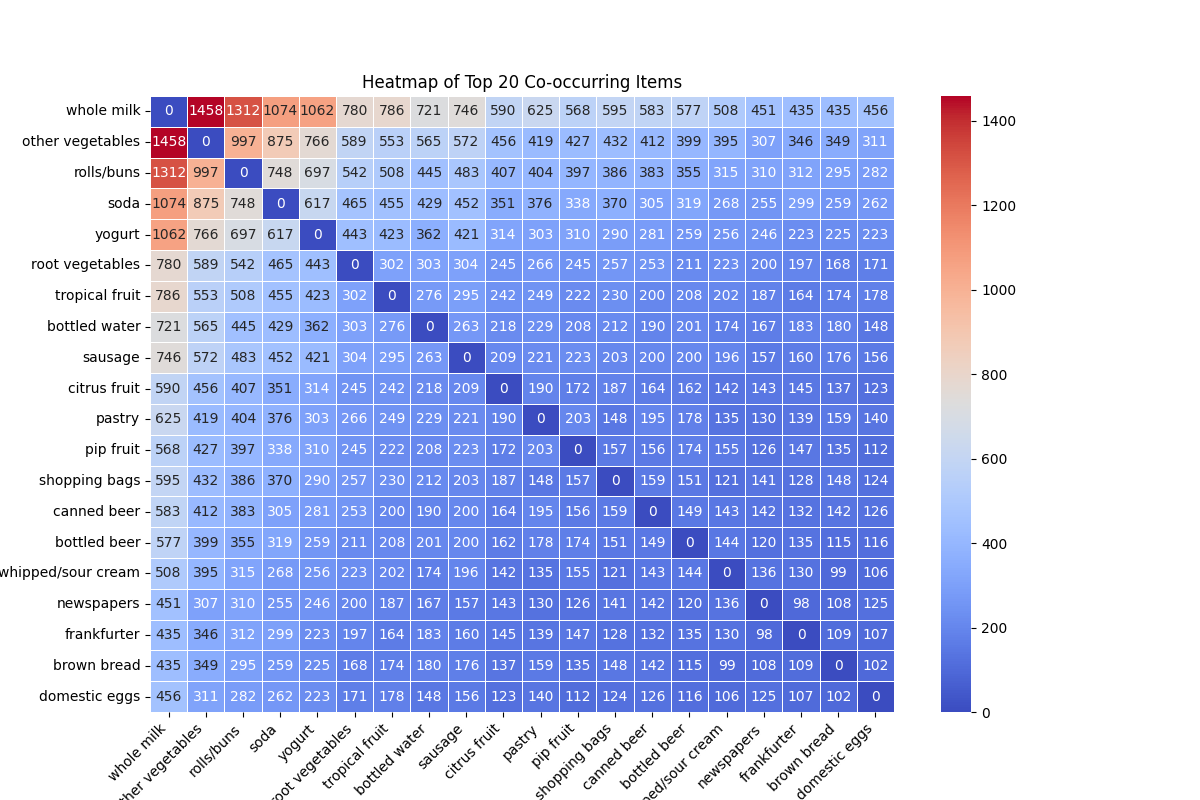 Heatmap of Top 20 Co-occurring Items
whole milk 0 1458 1312 1074 1062 780 786 721 746 590 625 568 595 583 577 508 451 435 435 456
other vegetables 1458 0 997 875 766 589 553 565 572 456 419 427 432 412 399 395 307 346 349 311
rolls/buns 1312 997 0 748 697 542 508 445 483 407 404 397 386 383 355 315 310 312 295 282
soda 1074 875 748 0 617 465 455 429 452 351 376 338 370 305 319 268 255 299 259 262
yogurt 1062 766 697 617 0 443 423 362 421 314 303 310 290 281 259 256 246 223 225 223
root vegetables 780 589 542 465 443 0 302 303 304 245 266 245 257 253 211 223 200 197 168 171
tropical fruit 786 553 508 455 423 302 0 276 295 242 249 222 230 200 208 202 187 164 174 178
bottled water 721 565 445 429 362 303 276 0 263 218 229 208 212 190 201 174 167 183 180 148
sausage 746 572 483 452 421 304 295 263 0 209 221 223 203 200 200 196 157 160 176 156
citrus fruit 590 456 407 351 314 245 242 218 209 0 190 172 187 164 162 142 143 145 137 123
pastry 625 419 404 376 303 266 249 229 221 190 0 203 148 195 178 135 130 139 159 140
pip fruit 568 427 397 338 310 245 222 208 223 172 203 0 157 156 174 155 126 147 135 112
shopping bags 595 432 386 370 290 257 230 212 203 187 148 157 0 159 151 121 141 128 148 124
canned beer 583 412 383 305 281 253 200 190 200 164 195 156 159 0 149 143 142 132 142 126
bottled beer 577 399 355 319 259 211 208 201 200 162 178 174 151 149 0 144 120 135 115 116
whipped/sour cream 508 395 315 268 256 223 202 174 196 142 135 155 121 143 144 0 136 130 99 106
newspapers 451 307 310 255 246 200 187 167 157 143 130 126 141 142 120 136 0 98 108 125
frankfurter 435 346 312 299 223 197 164 183 160 145 139 147 128 132 135 130 98 0 109 107
brown bread 435 349 295 259 225 168 174 180 176 137 159 135 148 142 115 99 108 109 0 102
domestic eggs 456 311 282 262 223 171 178 148 156 123 140 112 124 126 116 106 125 107 102 0
whole milk
ther vegetables
rolls/buns
soda
yogurt
oot vegetables
tropical fruit
bottled water
sausage
citrus fruit
pastry
pip fruit
shopping bags
canned beer
bottled beer
ped/sour cream
newspapers
frankfurter
brown bread
domestic eggs
1400
1200
1000
800
600
400
200
0